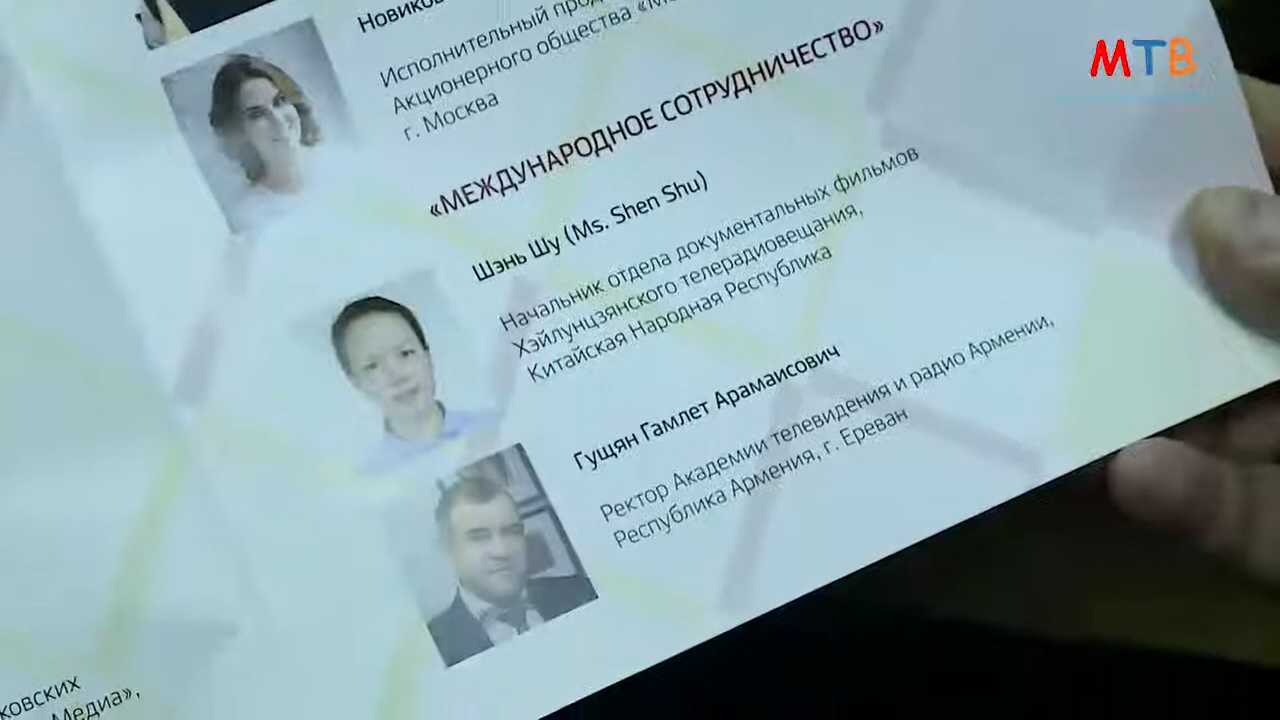 МТВ
Новиков
Исполнительный
Акционерного общества
г. Москва
«МЕЖДУНАРОДНОЕ СОТРУДНИЧЕСТВО»
Шэнь Шу (Ms. Shen Shu)
Начальник отдела документальных фильмов
Хэйлунцзянского телерадиовещания,
Китайская Народная Республика
Гущян Гамлет Арамаисович
Ректор Академии телевидения и радио Армении,
Республика Армения, г. Ереван
ковских
Медиа»,